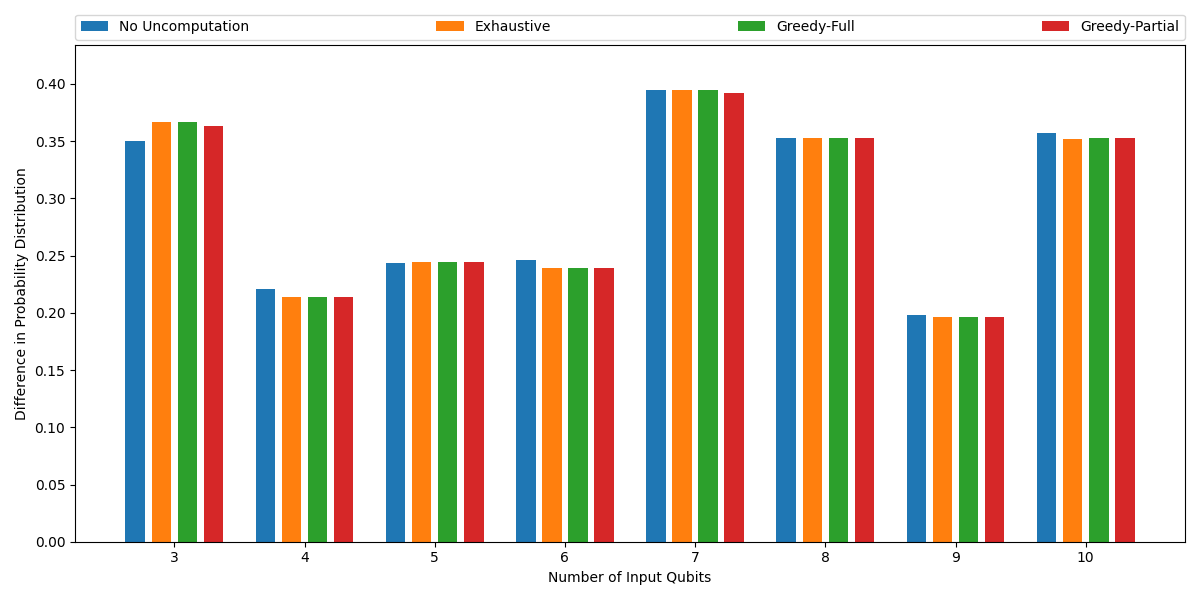 No Uncomputation Exhaustive Greedy-Full Greedy-Partial
Difference in Probability Distribution
0.40
0.35
0.30
0.25
0.20
0.15
0.10
0.05
0.00
3 4 5 6 7 8 9 10
Number of Input Qubits